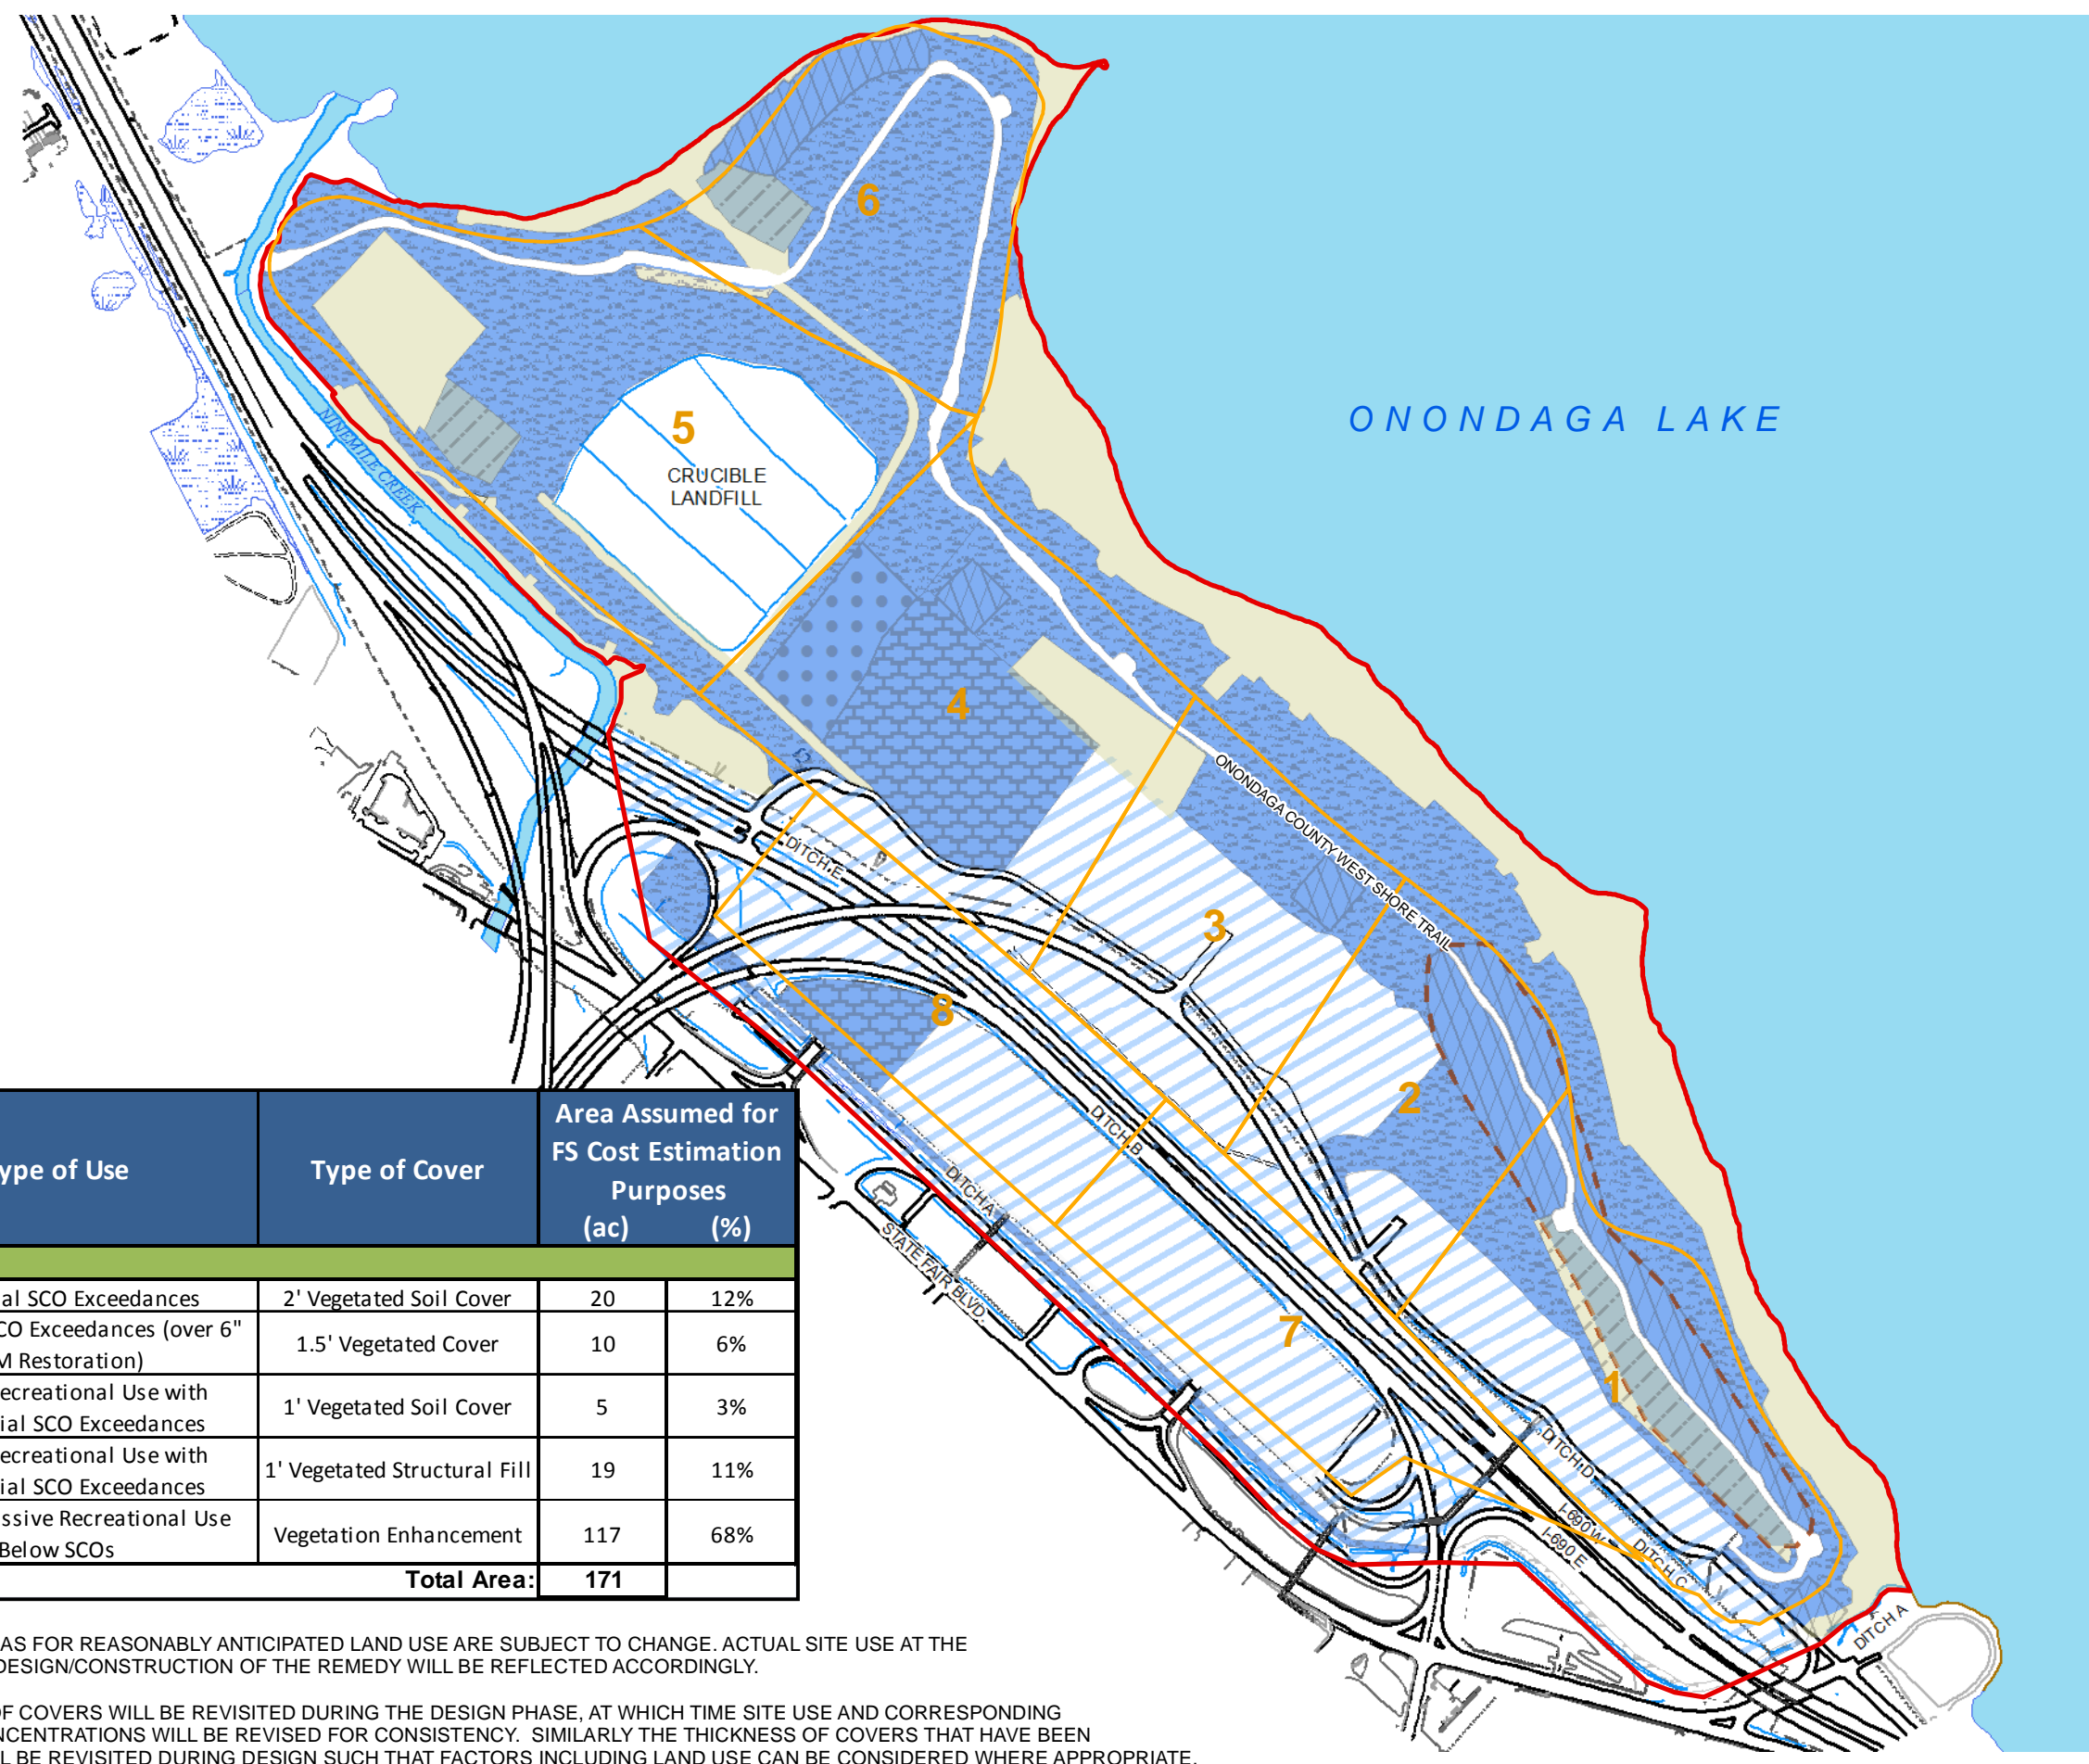 6
ONONDAGA LAKE
5
CRUCIBLE
LANDFILL
NINEMILE CREEK
4
ONONDAGA COUNTY WEST SHORE TRAIL
DITCH E
3
8
2
DITCH B
DITCH A
STATE FAIR BLVD.
7
1
DITCH D
I-690 W
I-690 E
DITCH C
DITCH A
ype of Use
Type of Cover
Area Assumed for
FS Cost Estimation
Purposes
(ac) (%)
al SCO Exceedances 2' Vegetated Soil Cover 20 12%
CO Exceedances (over 6"
M Restoration) 1.5' Vegetated Cover 10 6%
ecreational Use with
ial SCO Exceedances 1' Vegetated Soil Cover 5 3%
ecreational Use with
ial SCO Exceedances 1' Vegetated Structural Fill 19 11%
ssive Recreational Use
Below SCOs Vegetation Enhancement 117 68%
Total Area: 171
AS FOR REASONABLY ANTICIPATED LAND USE ARE SUBJECT TO CHANGE. ACTUAL SITE USE AT THE
DESIGN/CONSTRUCTION OF THE REMEDY WILL BE REFLECTED ACCORDINGLY.
OF COVERS WILL BE REVISITED DURING THE DESIGN PHASE, AT WHICH TIME SITE USE AND CORRESPONDING
NCENTRATIONS WILL BE REVISED FOR CONSISTENCY. SIMILARLY THE THICKNESS OF COVERS THAT HAVE BEEN
LL BE REVISITED DURING DESIGN SUCH THAT FACTORS INCLUDING LAND USE CAN BE CONSIDERED WHERE APPROPRIATE.